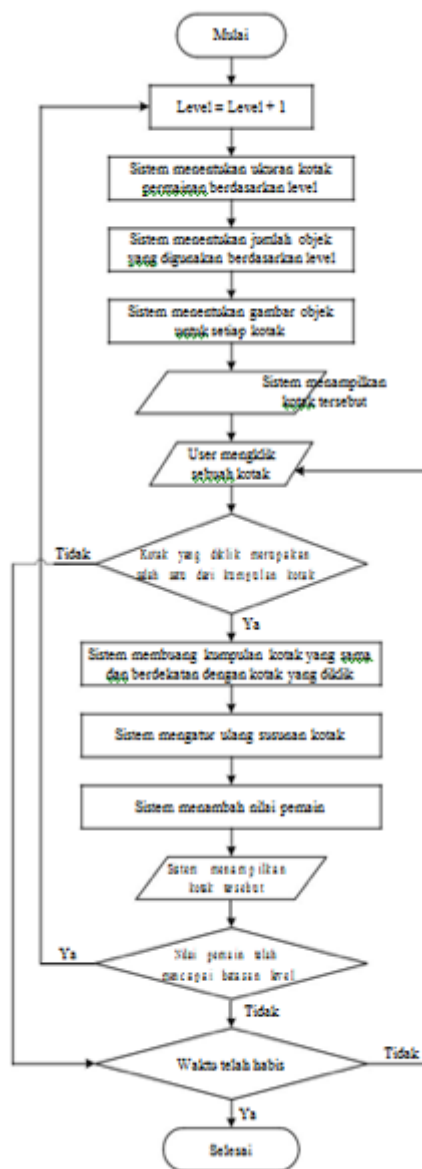 Mulai
Level = Level + 1
Sistem menentukan ukuran kotak
permainan berdasarkan level
Sistem menentukan jumlah objek
yang digunakan berdasarkan level
Sistem menentukan gambar objek
untuk setiap kotak
Sistem menampilkan
kotak tersebut
User mengklik
sebuah kotak
Tidak
Kotak yang diklik merupakan
salah satu dari kumpulan kotak
Ya
Sistem membuang kumpulan kotak yang sama
dan berdekatan dengan kotak yang diklik
Sistem mengatur ulang susunan kotak
Sistem menambah nilai pemain
Sistem menampilkan
kotak tersebut
Ya
Nilai pemain telah
mencapai batasan level
Tidak
Waktu telah habis
Tidak
Ya
Selesai